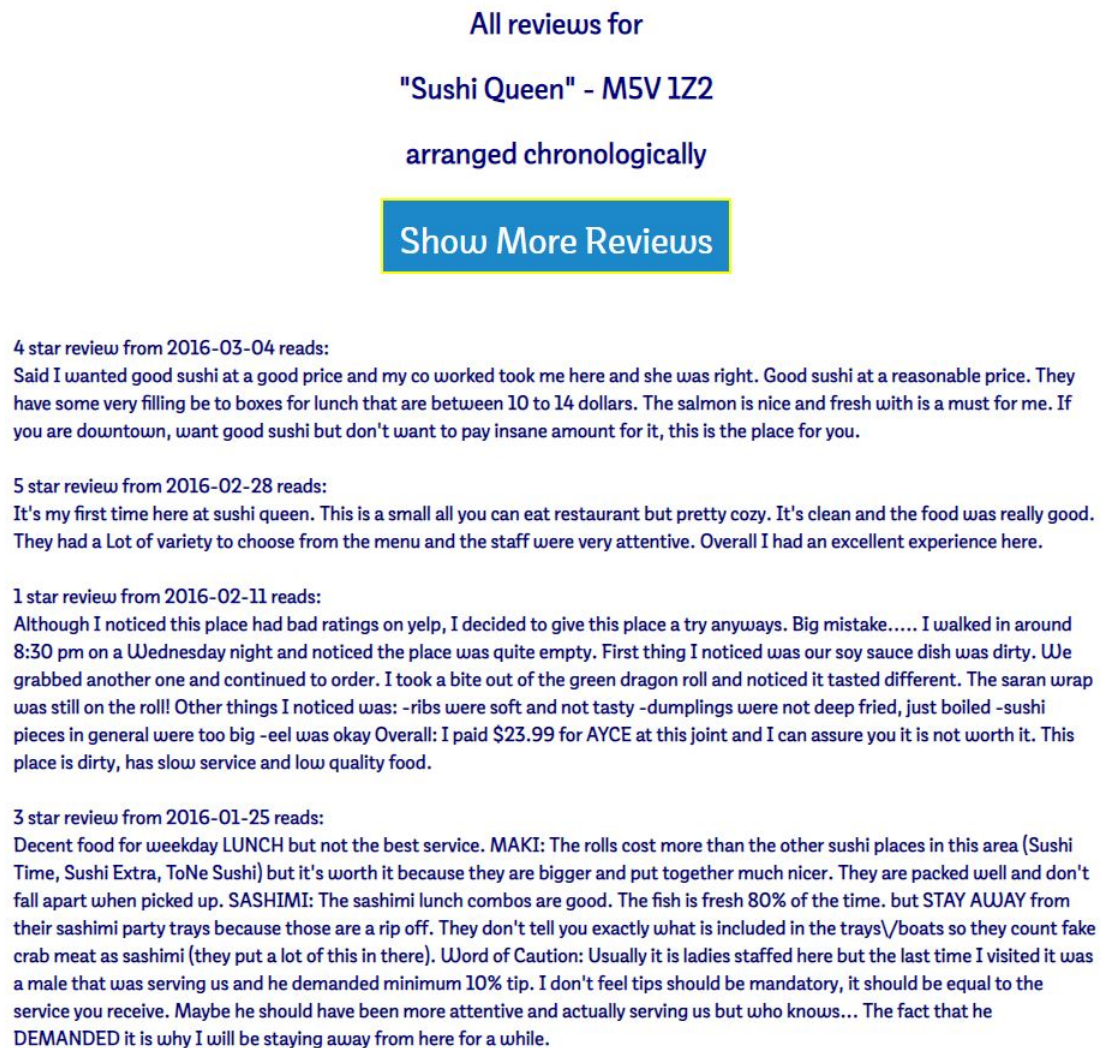 All reviews for
"Sushi Queen" - M5V 1Z2
arranged chronologically
Show More Reviews
4 star review from 2016-03-04 reads:
Said I wanted good sushi at a good price and my co worked took me here and she was right. Good sushi at a reasonable price. They
have some very filling be to boxes for lunch that are between 10 to 14 dollars. The salmon is nice and fresh with is a must for me. If
you are downtown, want good sushi but don't want to pay insane amount for it, this is the place for you.
5 star review from 2016-02-28 reads:
It's my first time here at sushi queen. This is a small all you can eat restaurant but pretty cozy. It's clean and the food was really good.
They had a Lot of variety to choose from the menu and the staff were very attentive. Overall I had an excellent experience here.
1 star review from 2016-02-11 reads:
Although I noticed this place had bad ratings on yelp, I decided to give this place a try anyways. Big mistake..... I walked in around
8:30 pm on a Wednesday night and noticed the place was quite empty. First thing I noticed was our soy sauce dish was dirty. We
grabbed another one and continued to order. I took a bite out of the green dragon roll and noticed it tasted different. The saran wrap
was still on the roll! Other things I noticed was: -ribs were soft and not tasty -dumplings were not deep fried, just boiled -sushi
pieces in general were too big -eel was okay Overall: I paid $23.99 for AYCE at this joint and I can assure you it is not worth it. This
place is dirty, has slow service and low quality food.
3 star review from 2016-01-25 reads:
Decent food for weekday LUNCH but not the best service. MAKI: The rolls cost more than the other sushi places in this area (Sushi
Time, Sushi Extra, ToNe Sushi) but it's worth it because they are bigger and put together much nicer. They are packed well and don't
fall apart when picked up. SASHIMI: The sashimi lunch combos are good. The fish is fresh 80% of the time. but STAY AWAY from
their sashimi party trays because those are a rip off. They don't tell you exactly what is included in the trays\/boats so they count fake
crab meat as sashimi (they put a lot of this in there). Word of Caution: Usually it is ladies staffed here but the last time I visited it was
a male that was serving us and he demanded minimum 10% tip. I don't feel tips should be mandatory, it should be equal to the
service you receive. Maybe he should have been more attentive and actually serving us but who knows... The fact that he
DEMANDED it is why I will be staying away from here for a while.